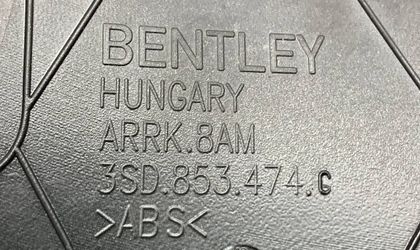 BENTLEY
HUNGARY
ARRK.8AM
3SD.853.474.C
>ABS<